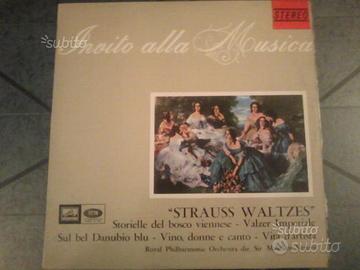 subito
STEREO
Invito alla Musica
"STRAUSS WALTZES"
Storielle del bosco viennese - Valzer Imperiale
Sul bel Danubio blu - Vino, donne e canto - Vita d'artista
Royal Philharmonic Orchestra dir. Sir
subito